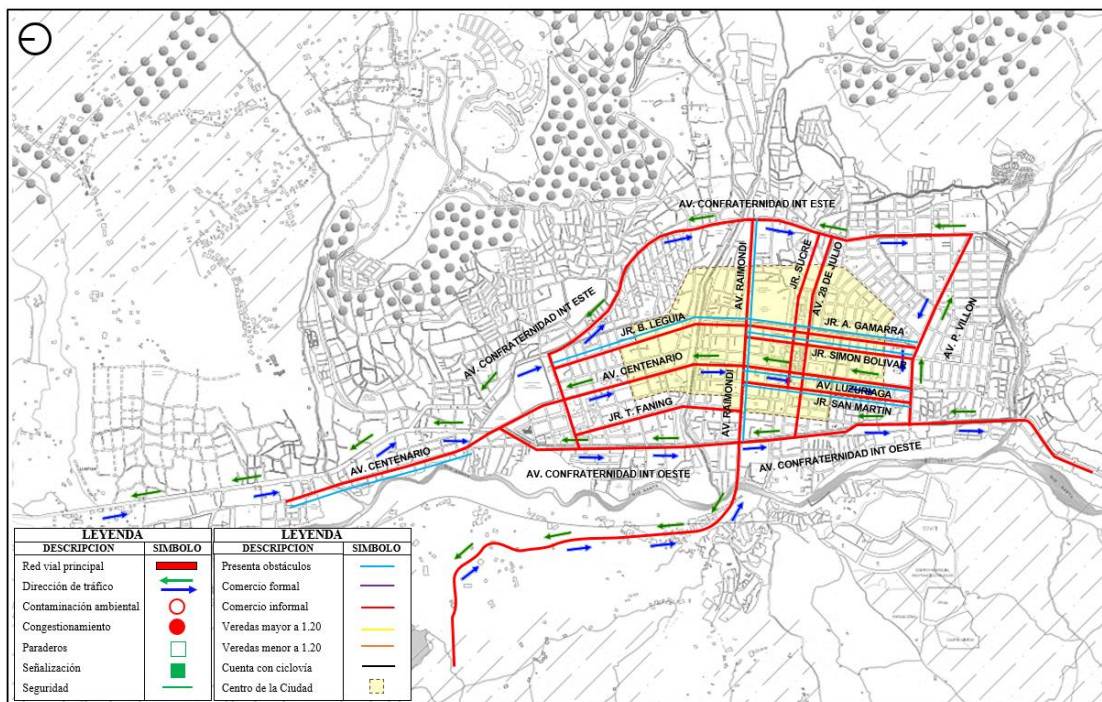 AV. CONFRATERNIDAD INT ESTE
JR. SUCRE
AV. RAIMONDI
AV. 28 DE JULIO
AV. CONFRATERNIDAD INT ESTE
JR. B. LEGUIA
JR. A. GAMARRA
AV. P. VILLON
JR. SIMON BOLIVAR
AV. CENTENARIO
AV. LUZURIAGA
JR. SAN MARTIN
JR. T. FANING
AV. RAIMONDI
AV. CENTENARIO
AV. CONFRATERNIDAD INT OESTE
AV. CONFRATERNIDAD INT OESTE
LEYENDA
DESCRIPCION SIMBOLO
Red vial principal
Dirección de tráfico
Contaminación ambiental
Congestionamiento
Paraderos
Señalización
Seguridad
LEYENDA
DESCRIPCION SIMBOLO
Presenta obstáculos
Comercio formal
Comercio informal
Veredas mayor a 1.20
Veredas menor a 1.20
Cuenta con ciclovía
Centro de la Ciudad